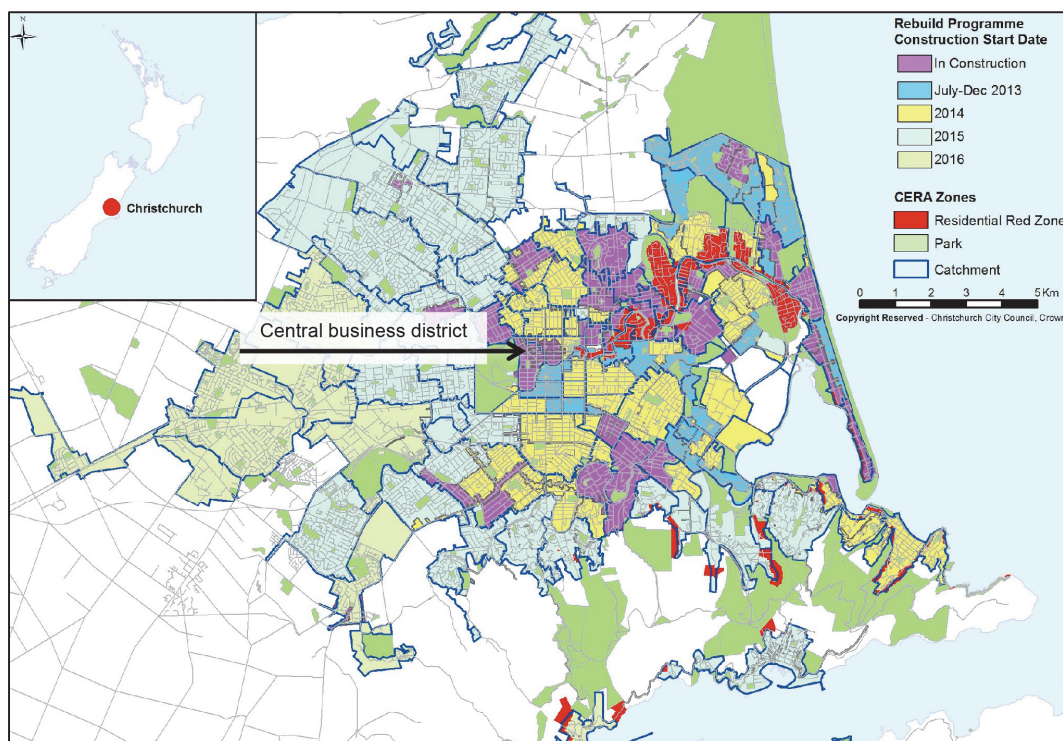 N
Christchurch
Central business district
Rebuild Programme
Construction Start Date
In Construction
July-Dec 2013
2014
2015
2016
CERA Zones
Residential Red Zone
Park
Catchment
0 1 2 3 4 5 Km
Copyright Reserved - Christchurch City Council, Crown